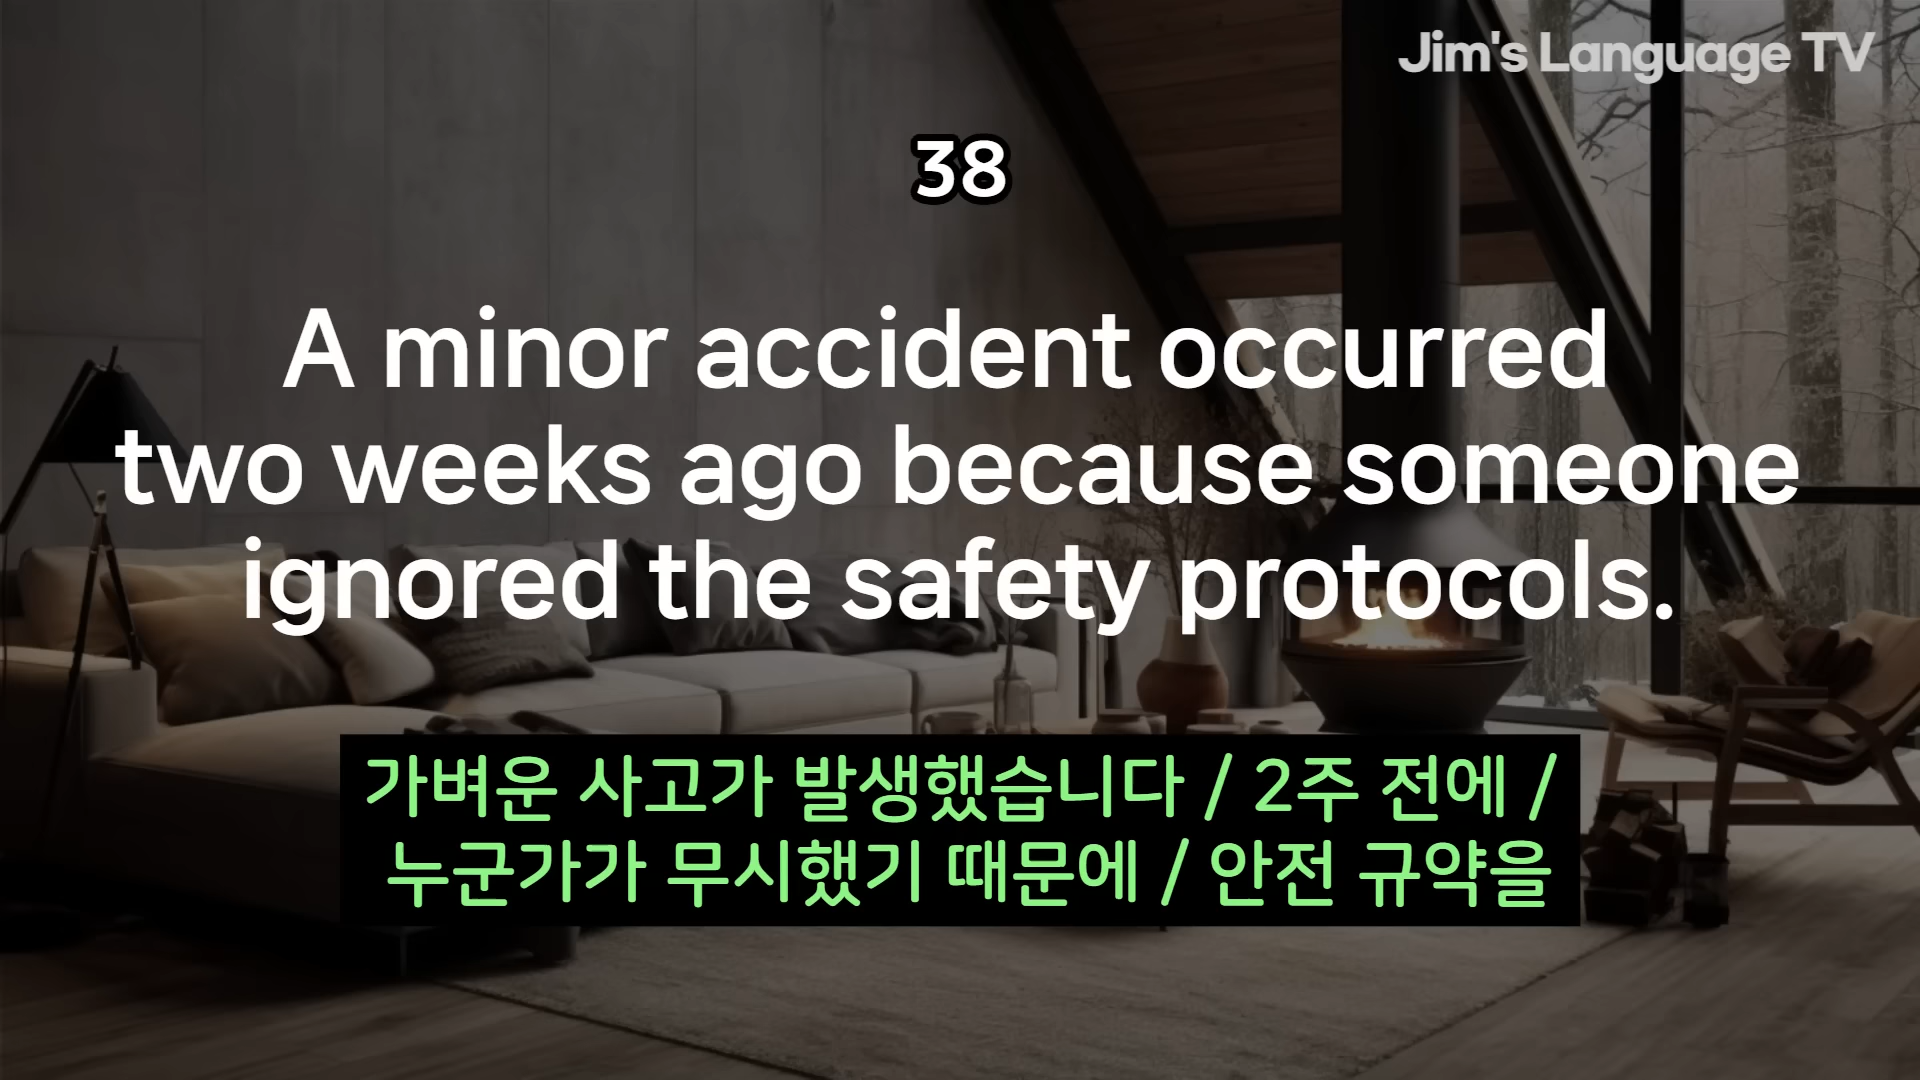 Jim's Language TV
38
A minor accident occurred
two weeks ago because someone
ignored the safety protocols.
가벼운 사고가 발생했습니다 / 2주 전에 /
누군가가 무시했기 때문에 / 안전 규약을